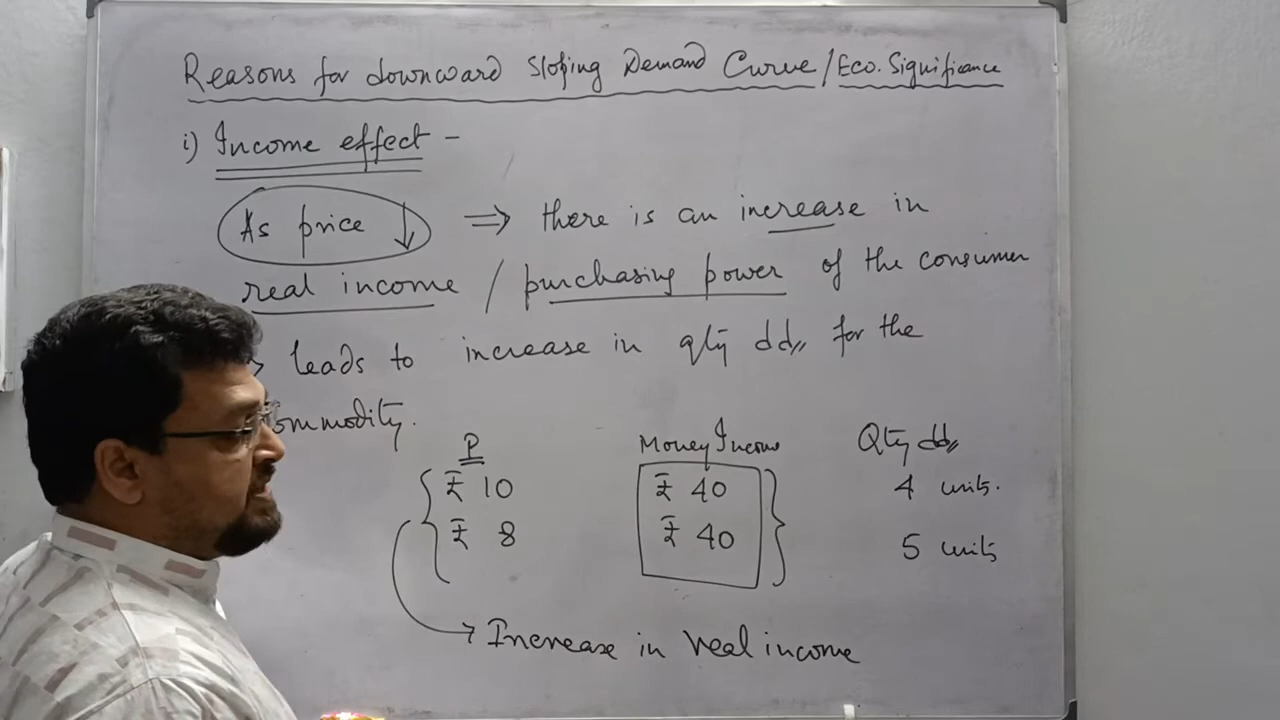 Reasons for downward Sloping Demand Curve/Eco. Significance
i) Income effect -
As price ↓ ⇒ there is an increase in
real income / purchasing power of the consumer
leads to increase in qty dd,, for the
ommodity.
P Money Income Qty dd,,
₹ 10 ₹ 40 4 units.
₹ 8 ₹ 40 5 units
→ Increase in real income